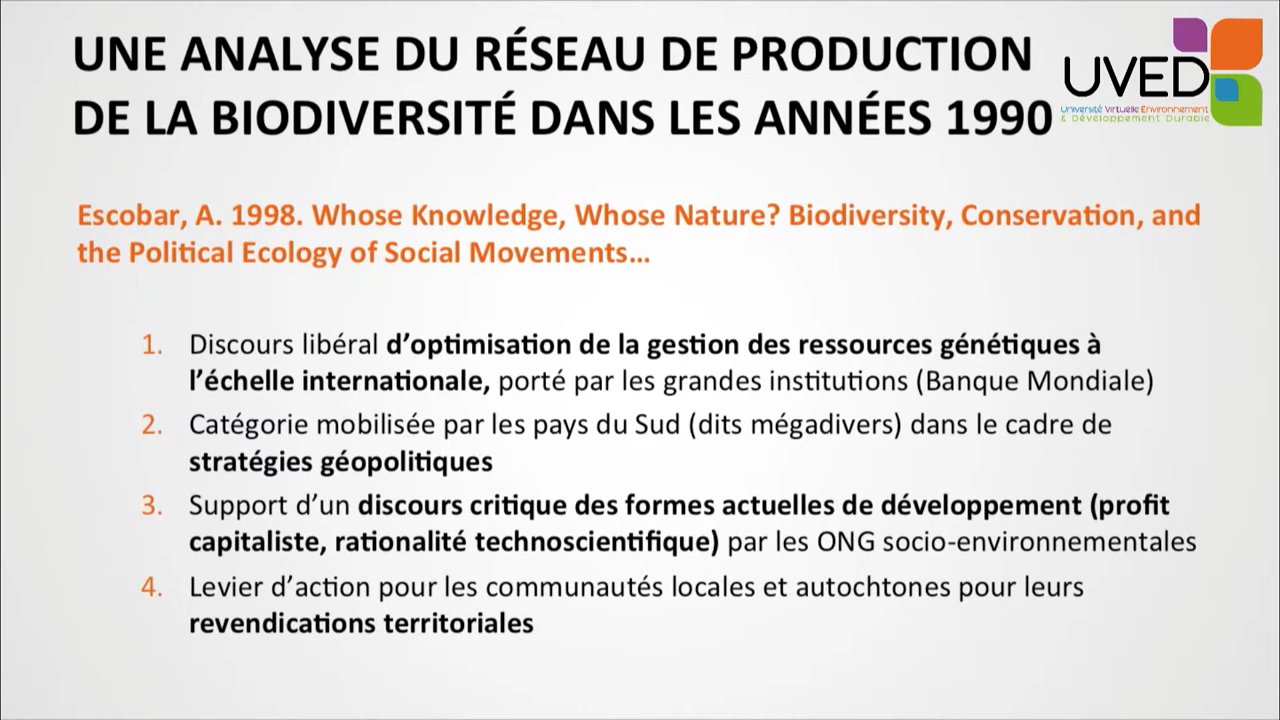 UNE ANALYSE DU RÉSEAU DE PRODUCTION
DE LA BIODIVERSITÉ DANS LES ANNÉES 1990
UVED
Université Virtuelle Environnement
& Développement Durable
Escobar, A. 1998. Whose Knowledge, Whose Nature? Biodiversity, Conservation, and
the Political Ecology of Social Movements…
1. Discours libéral d’optimisation de la gestion des ressources génétiques à
l’échelle internationale, porté par les grandes institutions (Banque Mondiale)
2. Catégorie mobilisée par les pays du Sud (dits mégadivers) dans le cadre de
stratégies géopolitiques
3. Support d’un discours critique des formes actuelles de développement (profit
capitaliste, rationalité technoscientifique) par les ONG socio-environnementales
4. Levier d’action pour les communautés locales et autochtones pour leurs
revendications territoriales